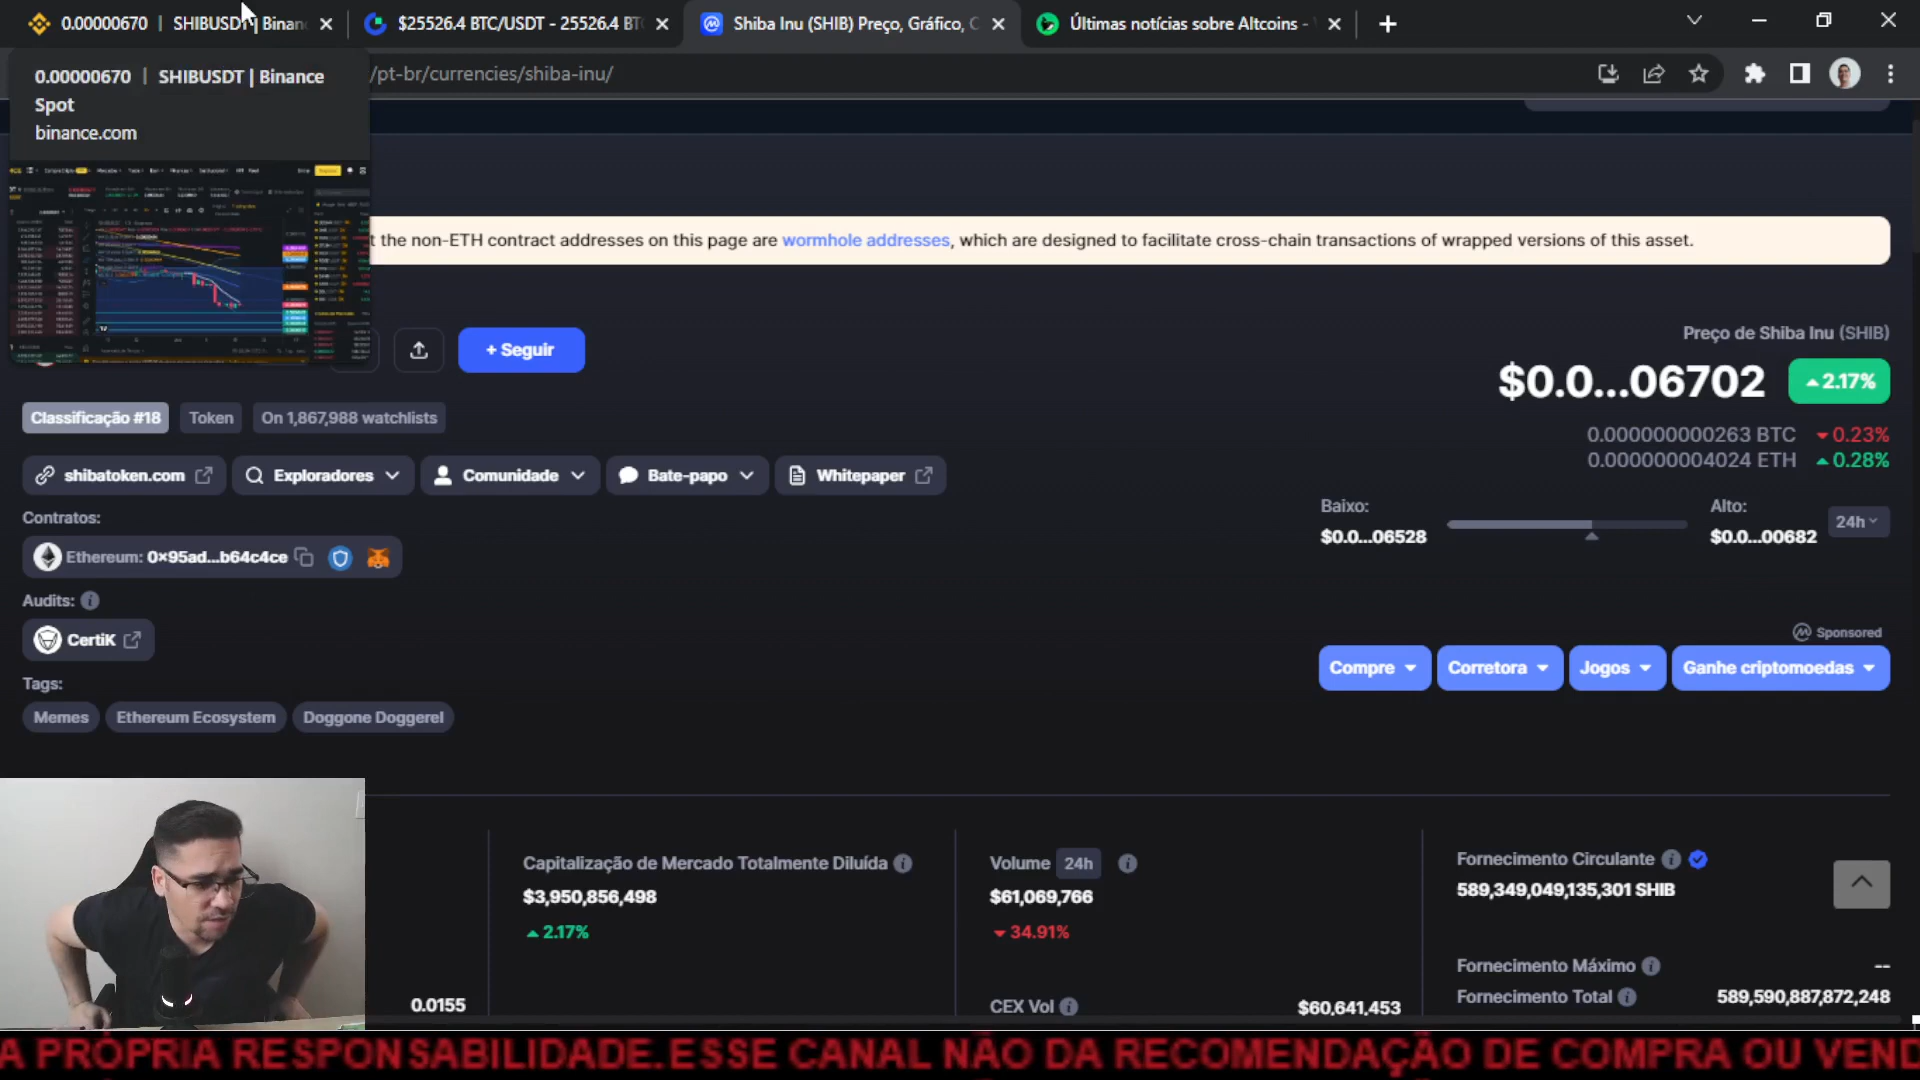 0.00000670 | SHIBUSDT | Binan
$25526.4 BTC/USDT - 25526.4 BT
Shiba Inu (SHIB) Preço, Gráfico, C
Últimas notícias sobre Altcoins -
0.00000670 | SHIBUSDT | Binance
Spot
binance.com
/pt-br/currencies/shiba-inu/
t the non-ETH contract addresses on this page are wormhole addresses, which are designed to facilitate cross-chain transactions of wrapped versions of this asset.
+ Seguir
Preço de Shiba Inu (SHIB)
$0.0...06702
2.17%
0.000000000263 BTC 0.23%
0.000000004024 ETH 0.28%
Classificação #18
Token
On 1,867,988 watchlists
shibatoken.com
Exploradores
Comunidade
Bate-papo
Whitepaper
Baixo:
$0.0...06528
Alto:
$0.0...00682
24h
Contratos:
Ethereum: 0x95ad...b64c4ce
Audits:
CertiK
Sponsored
Compre
Corretora
Jogos
Ganhe criptomoedas
Tags:
Memes
Ethereum Ecosystem
Doggone Doggerel
0.0155
Capitalização de Mercado Totalmente Diluída
$3,950,856,498
2.17%
Volume 24h
$61,069,766
34.91%
CEX Vol
$60,641,453
Fornecimento Circulante
589,349,049,135,301 SHIB
Fornecimento Máximo
--
Fornecimento Total
589,590,887,872,248
A PRÓPRIA RESPONSABILIDADE.ESSE CANAL NÃO DA RECOMENDAÇÃO DE COMPRA OU VEND